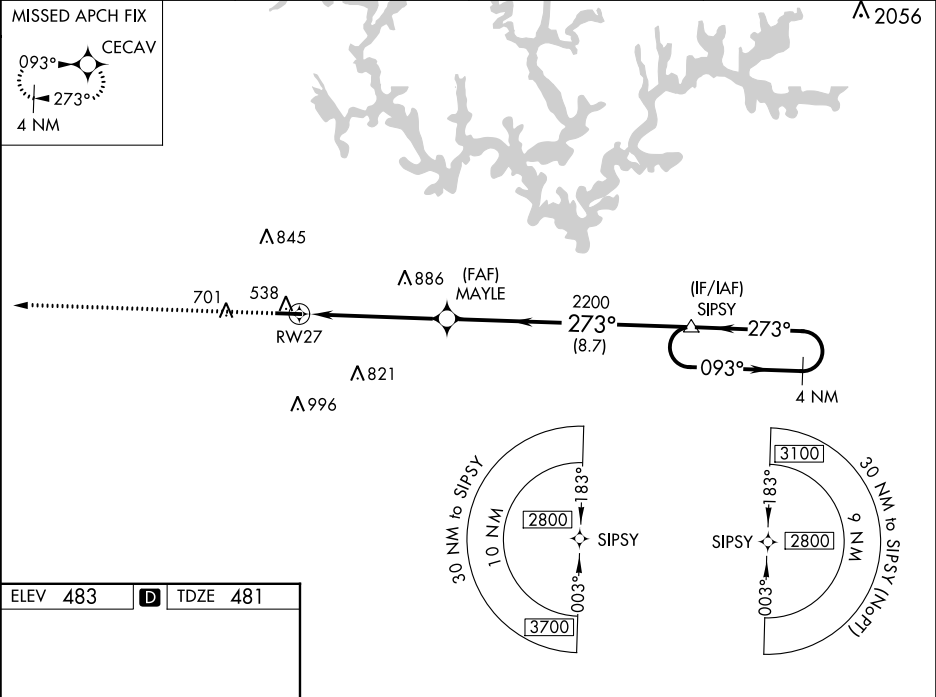 MISSED APCH FIX
CECAV
093°
273°
4 NM
2056
845
886
(FAF)
MAYLE
701
538
RW27
2200
273°
(8.7)
(IF/IAF)
SIPSY
273°
093°
4 NM
821
996
30 NM to SIPSY
10 NM
183°
2800
SIPSY
003°
3700
3100
30 NM to SIPSY (NoPT)
9 NM
183°
SIPSY
2800
003°
ELEV 483
D
TDZE 481